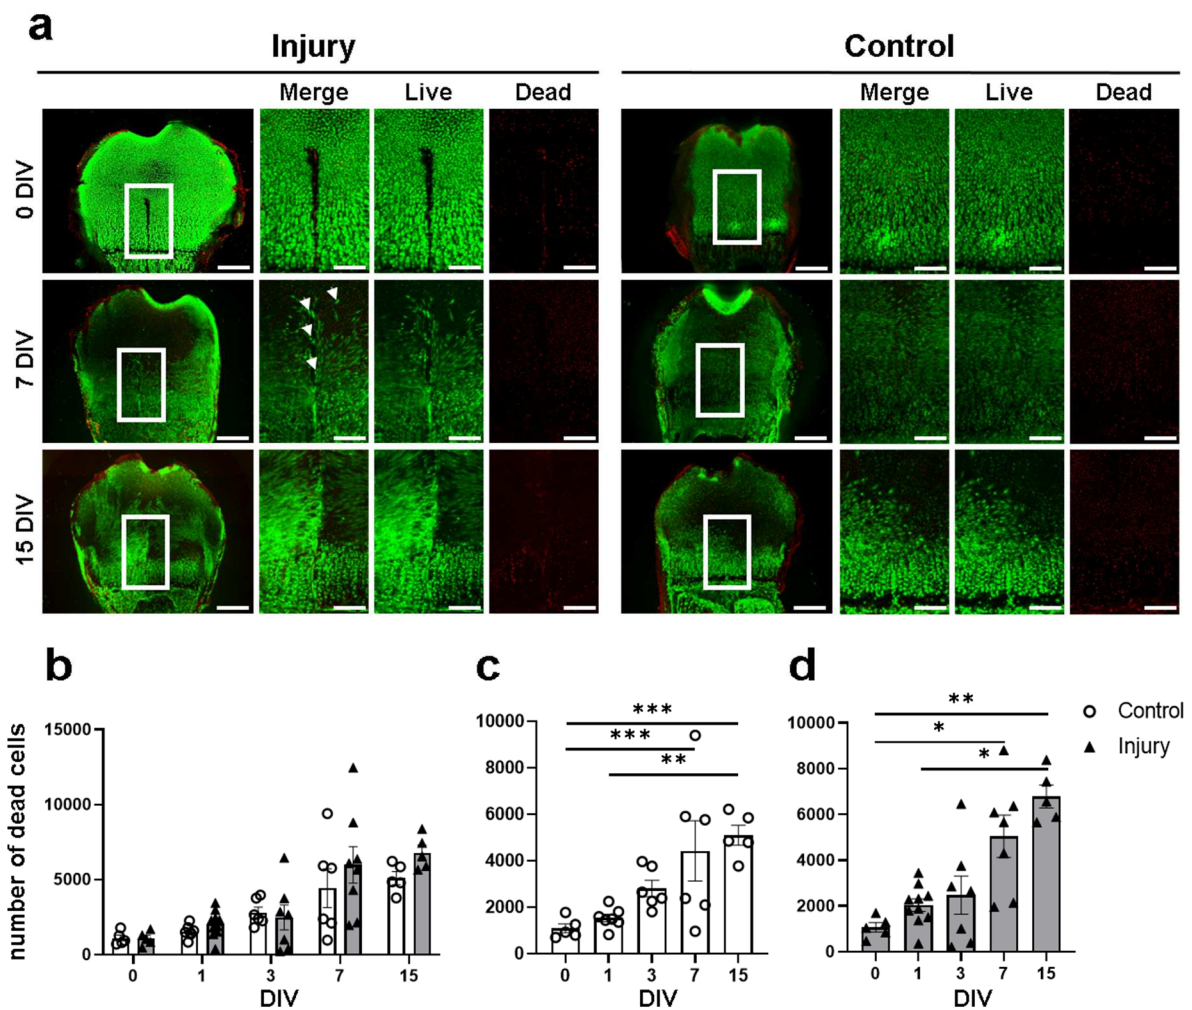 a
Injury
Control
Merge Live Dead
Merge Live Dead
0 DIV
7 DIV
15 DIV
b
c
d
number of dead cells
15000
10000
5000
0
0 1 3 7 15
DIV
***
***
**
10000
8000
6000
4000
2000
0
0 1 3 7 15
DIV
**
*
*
10000
8000
6000
4000
2000
0
0 1 3 7 15
DIV
Control
Injury